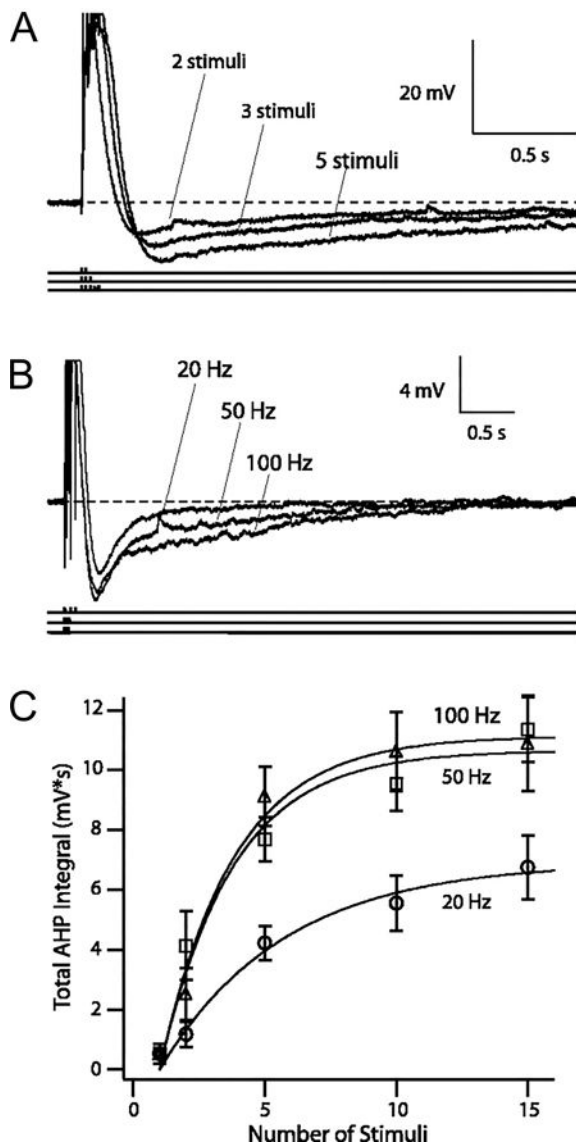 A
2 stimuli
3 stimuli
5 stimuli
20 mV
0.5 s
B
20 Hz
50 Hz
100 Hz
4 mV
0.5 s
C
Total AHP Integral (mV*s)
12
10
8
6
4
2
0
100 Hz
50 Hz
20 Hz
0
5
10
15
Number of Stimuli